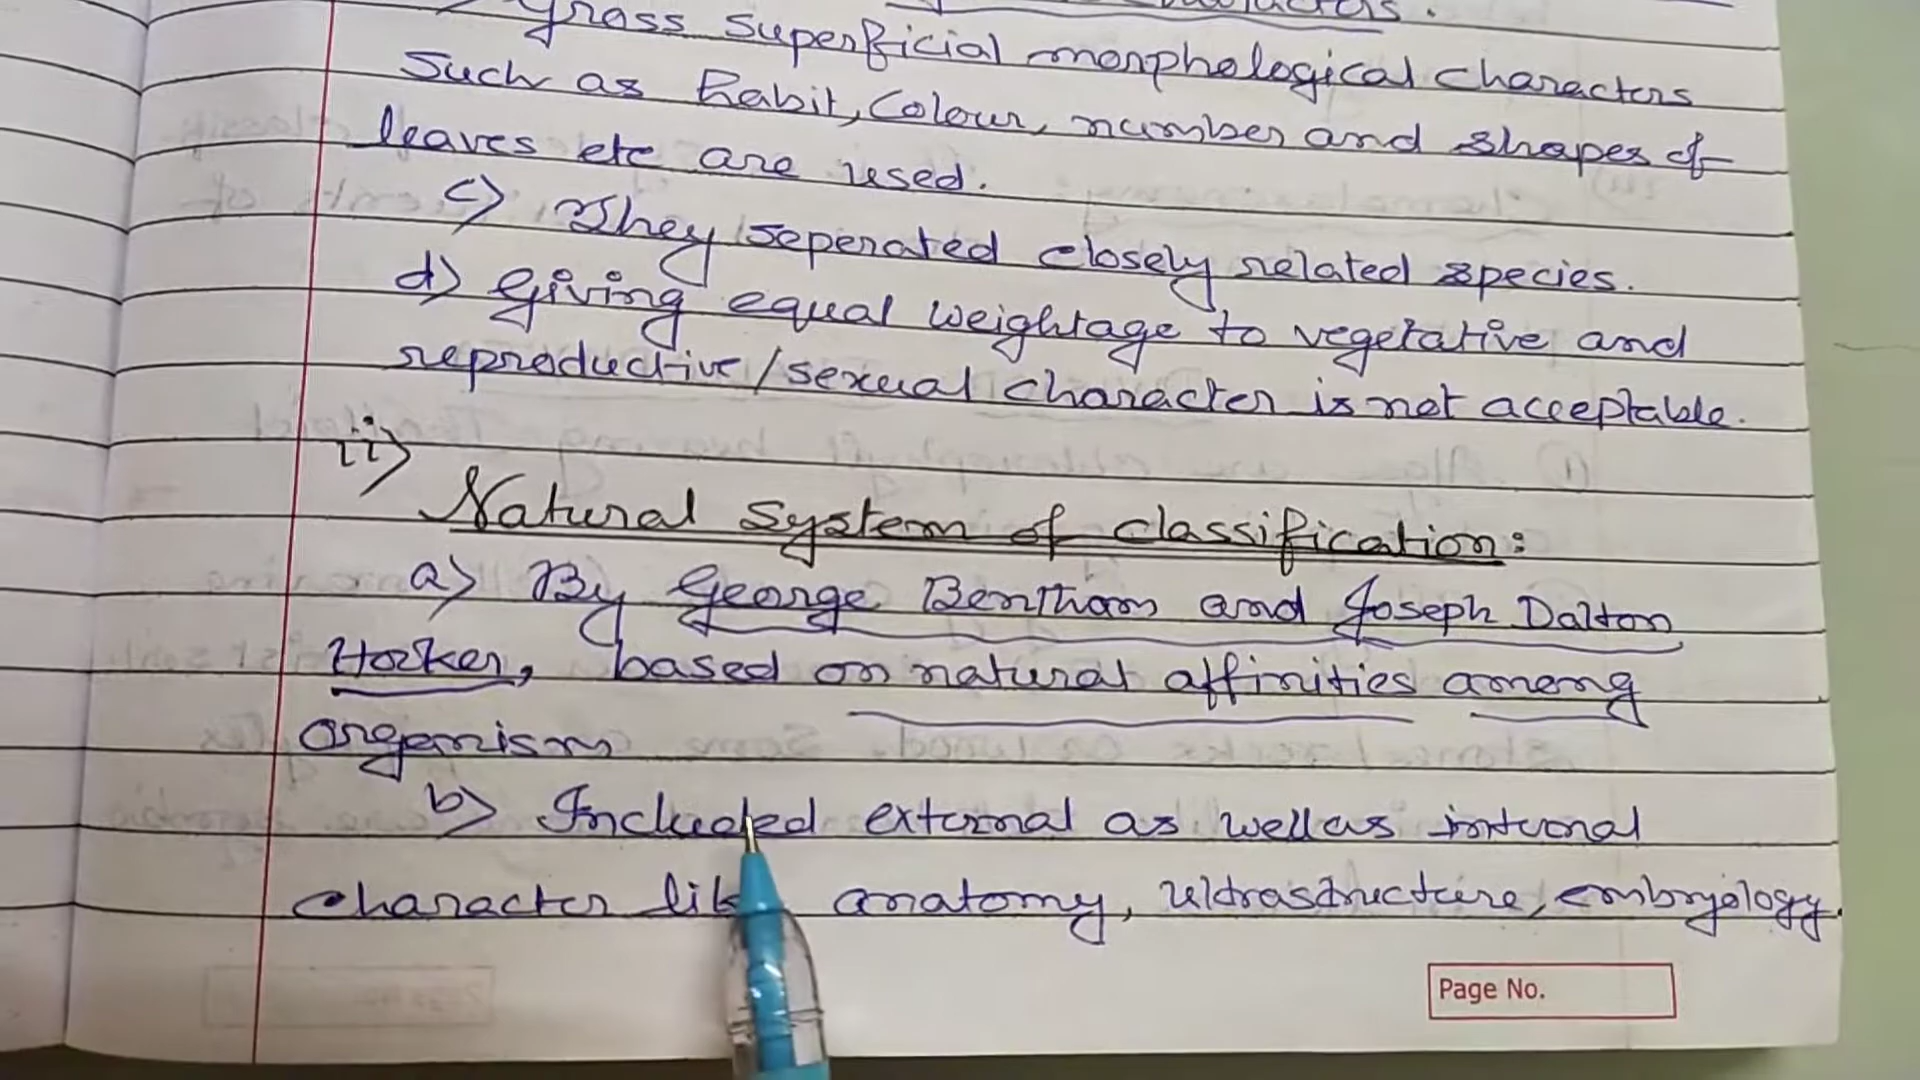 characters.
Gross superficial morphological characters
Such as habit, colour, number and shapes of
leaves etc are used.
c) They seperated closely related species.
d) Giving equal weightage to vegetative and
reproductive/sexual character is not acceptable.
ii)
Natural System of classification:
a) By George Bentham and Joseph Dalton
Hooker, based on natural affinities among
organism
b) Included external as well as internal
character like anatomy, ultrastructure, embryology.
Page No.